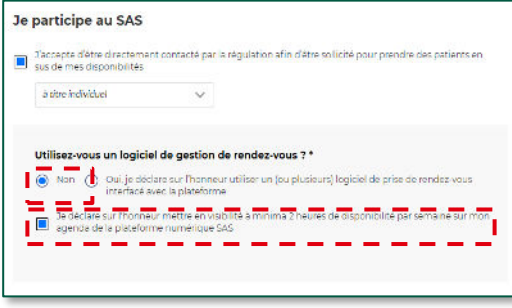 Je participe au SAS
J'accepte d'être directement contacté par la régulation afin d'être sollicité pour prendre des patients en
sus de mes disponibilités
à titre individuel
Utilisez-vous un logiciel de gestion de rendez-vous ? *
Non
Oui, je déclare sur l'honneur utiliser un (ou plusieurs) logiciel de prise de rendez-vous
interfacé avec la plateforme
Je déclare sur l'honneur mettre en visibilité à minima 2 heures de disponibilité par semaine sur mon
agenda de la plateforme numérique SAS